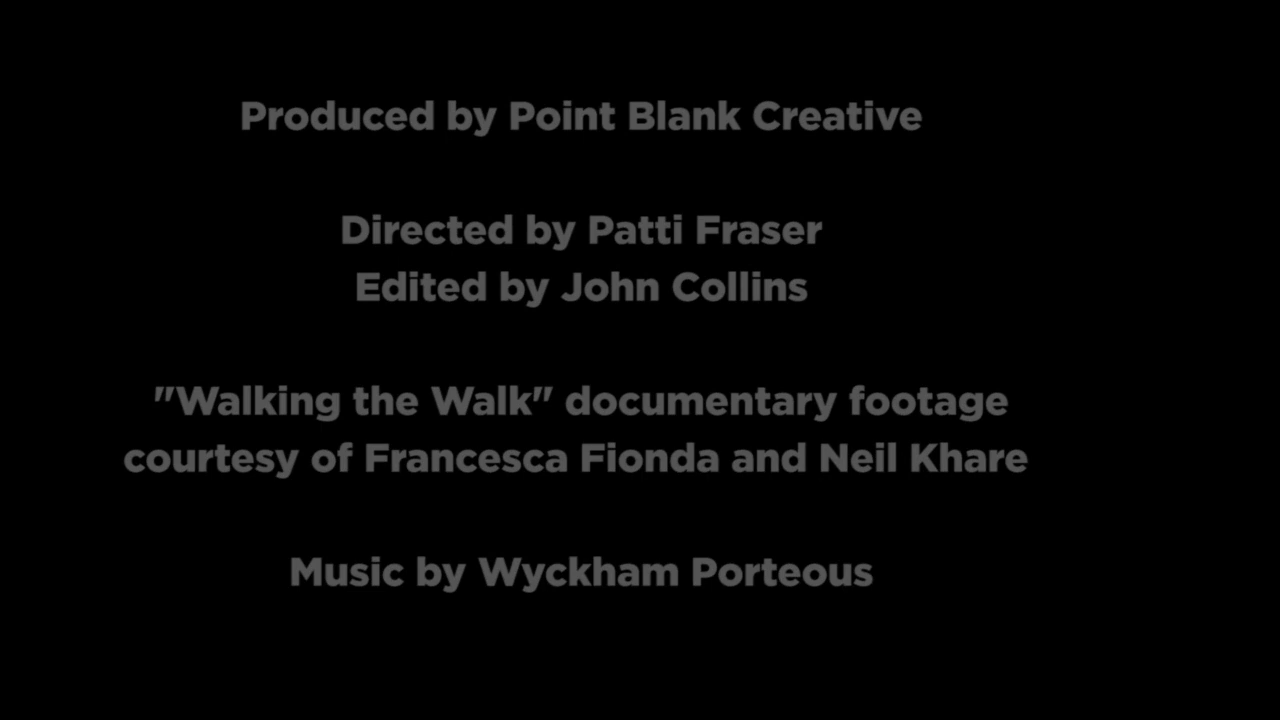 Produced by Point Blank Creative
Directed by Patti Fraser
Edited by John Collins
"Walking the Walk" documentary footage
courtesy of Francesca Fionda and Neil Khare
Music by Wyckham Porteous